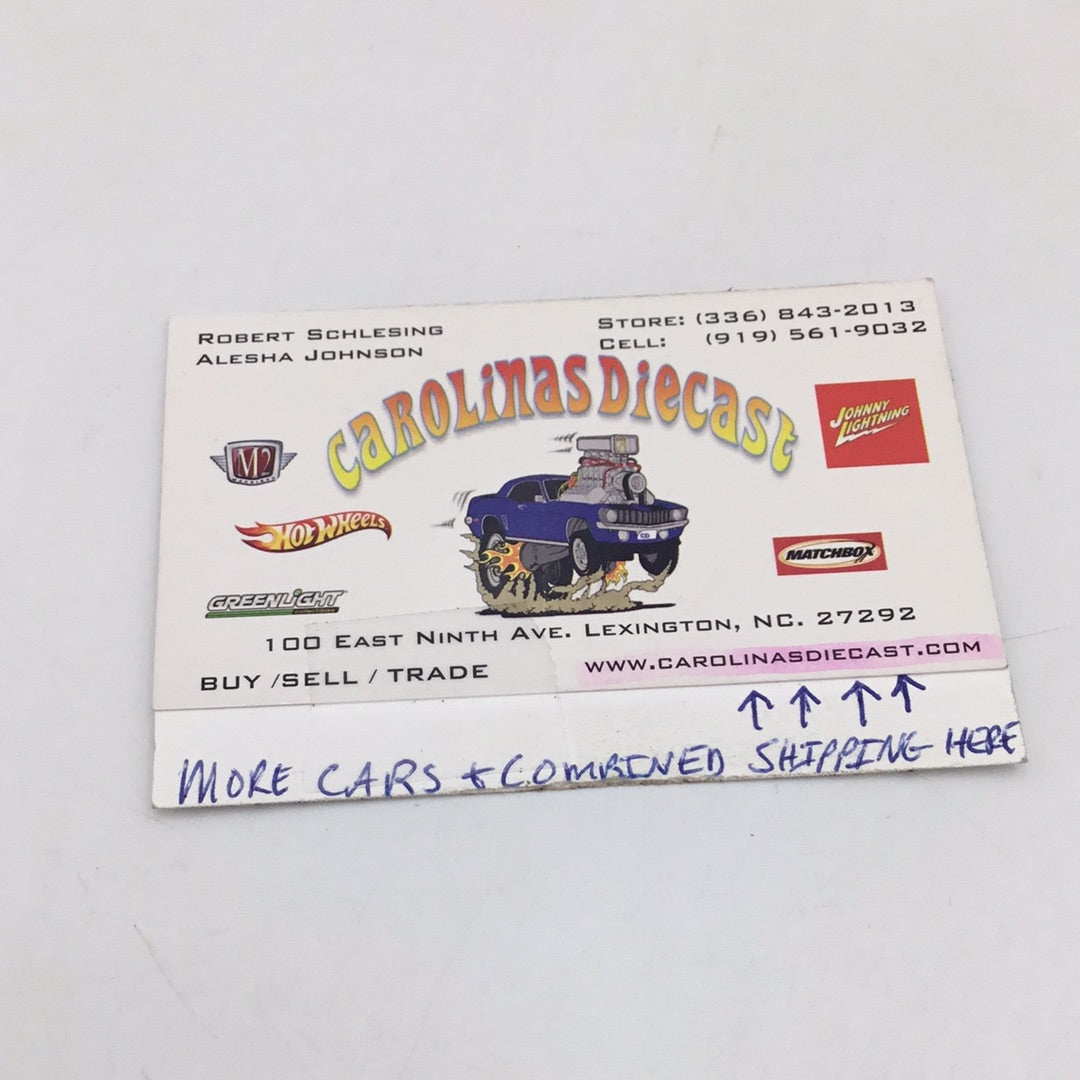 ROBERT SCHLESING
ALESHA JOHNSON
STORE: (336) 843-2013
CELL: (919) 561-9032
CAROLINAS DIECAST
M2
JOHNNY
LIGHTNING
HOT WHEELS
MATCHBOX
GREENLIGHT
collectibles
CD
100 EAST NINTH AVE. LEXINGTON, NC. 27292
BUY /SELL / TRADE
WWW.CAROLINASDIECAST.COM
↑ ↑ ↑ ↑
MORE CARS & COMBINED SHIPPING HERE